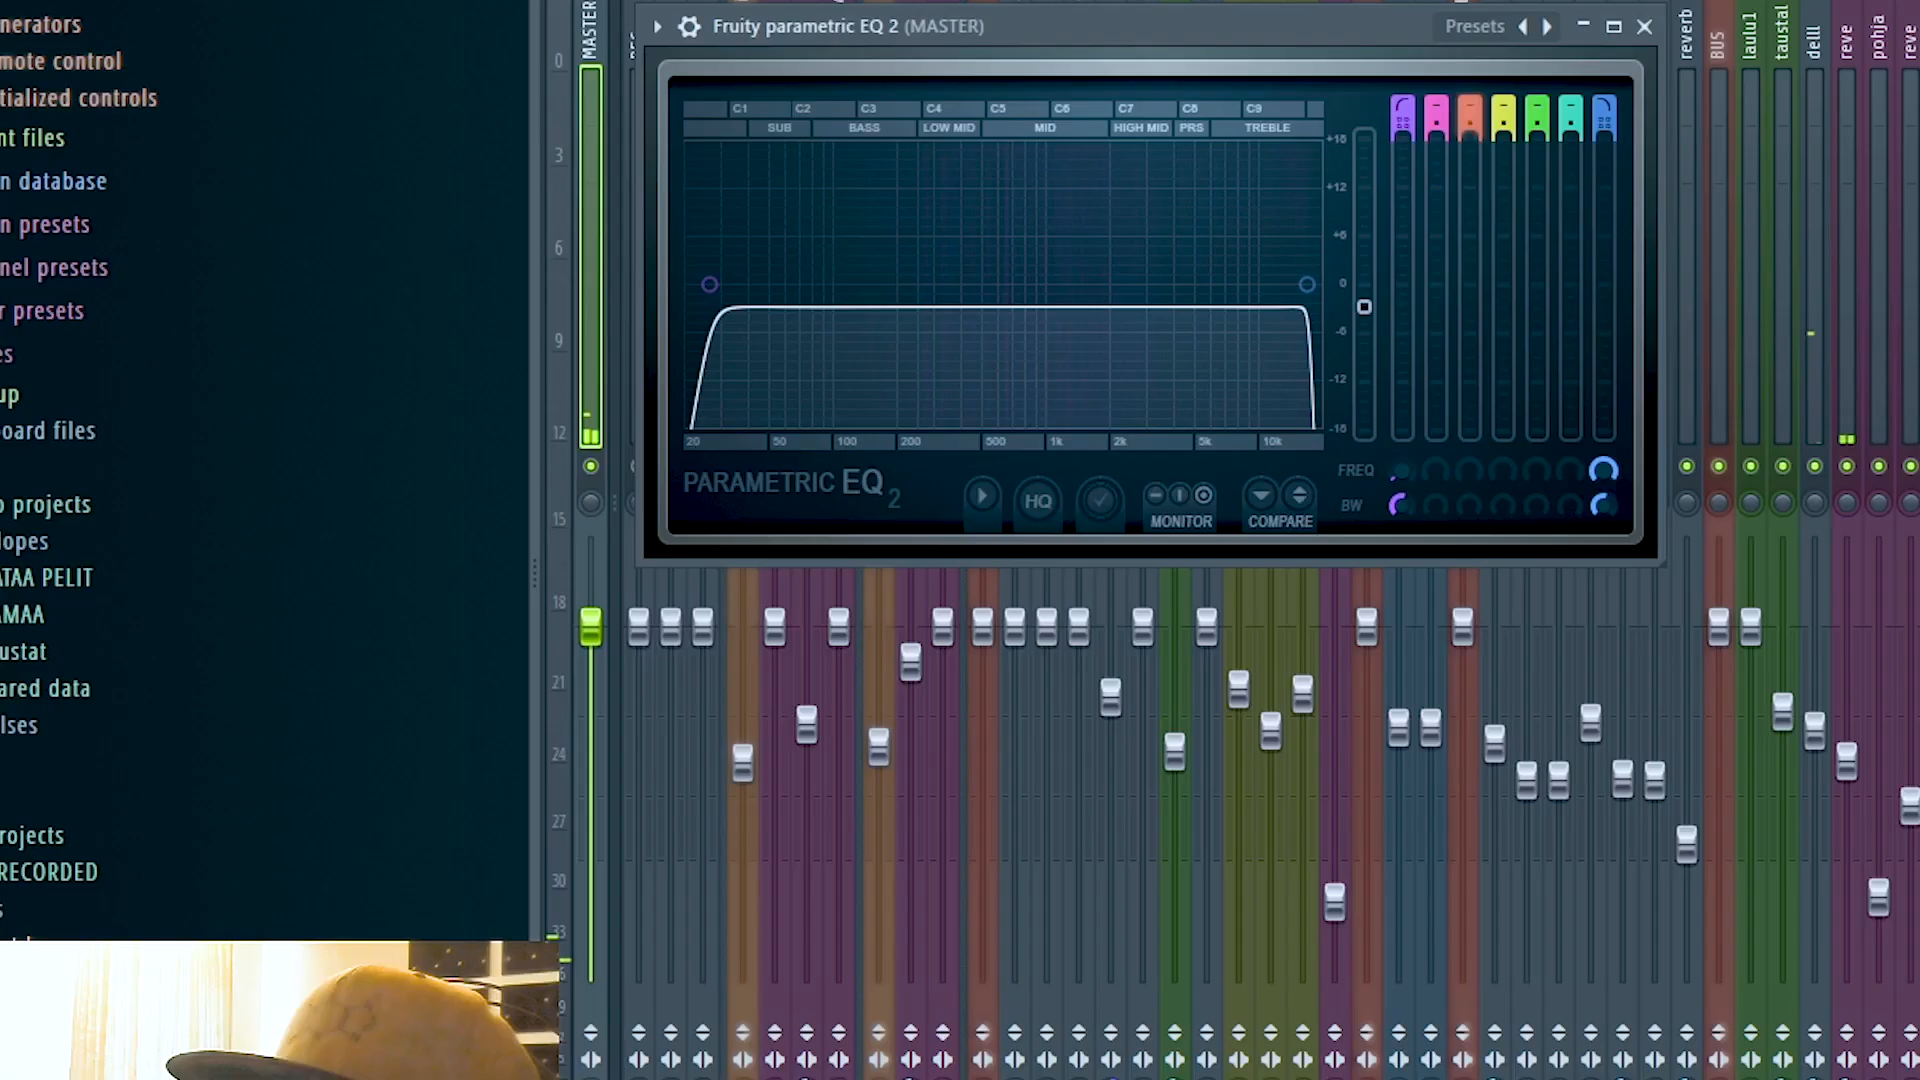 nerators
mote control
tialized controls
nt files
n database
n presets
nel presets
r presets
es
up
oard files
o projects
lopes
ATAA PELIT
AMAA
ustat
ared data
lses
rojects
RECORDED
s
MASTER
0
3
6
9
12
15
18
21
24
27
30
33
Fruity parametric EQ 2 (MASTER)
Presets
C1 C2 C3 C4 C5 C6 C7 C8 C9
SUB BASS LOW MID MID HIGH MID PRS TREBLE
+18
+12
+6
0
-6
-12
-18
20 50 100 200 500 1k 2k 5k 10k
PARAMETRIC EQ 2
HQ
MONITOR
COMPARE
FREQ
BW
reverb
BUS
laulu1
taustal
delll
reve
pohja
reve